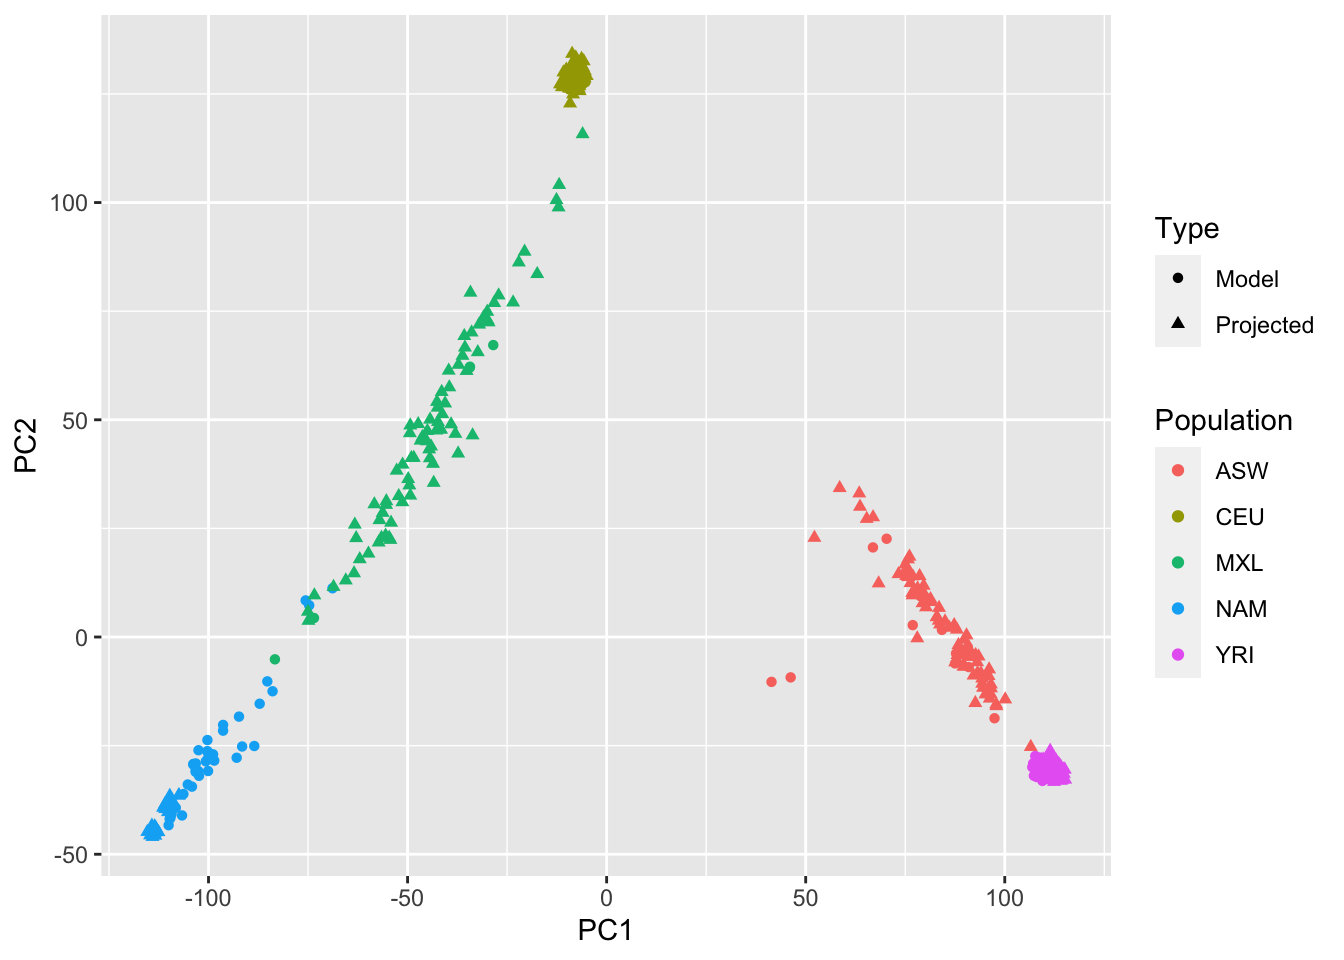 100
50
0
-50
-100
-50
0
50
100
PC1
PC2
Type
Model
Projected
Population
ASW
CEU
MXL
NAM
YRI